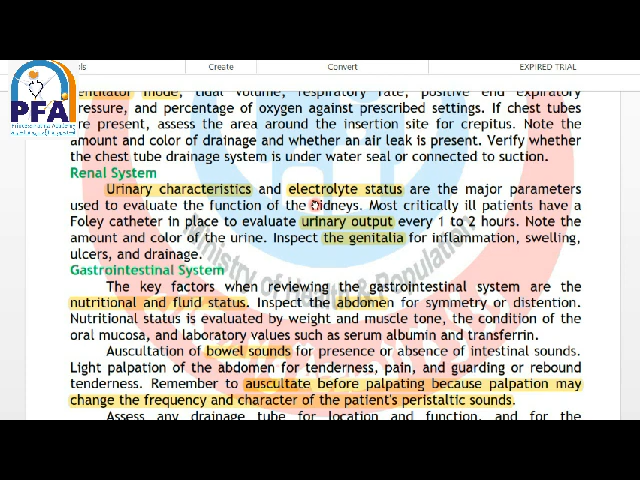 ols Create Convert EXPIRED TRIAL
PFA
ventilator mode, tidal volume, respiratory rate, positive end expiratory
pressure, and percentage of oxygen against prescribed settings. If chest tubes
are present, assess the area around the insertion site for crepitus. Note the
amount and color of drainage and whether an air leak is present. Verify whether
the chest tube drainage system is under water seal or connected to suction.
Renal System
Urinary characteristics and electrolyte status are the major parameters
used to evaluate the function of the kidneys. Most critically ill patients have a
Foley catheter in place to evaluate urinary output every 1 to 2 hours. Note the
amount and color of the urine. Inspect the genitalia for inflammation, swelling,
ulcers, and drainage.
Gastrointestinal System
The key factors when reviewing the gastrointestinal system are the
nutritional and fluid status. Inspect the abdomen for symmetry or distention.
Nutritional status is evaluated by weight and muscle tone, the condition of the
oral mucosa, and laboratory values such as serum albumin and transferrin.
Auscultation of bowel sounds for presence or absence of intestinal sounds.
Light palpation of the abdomen for tenderness, pain, and guarding or rebound
tenderness. Remember to auscultate before palpating because palpation may
change the frequency and character of the patient's peristaltic sounds.
Assess any drainage tube for location and function, and for the
Ministry of Health & Population